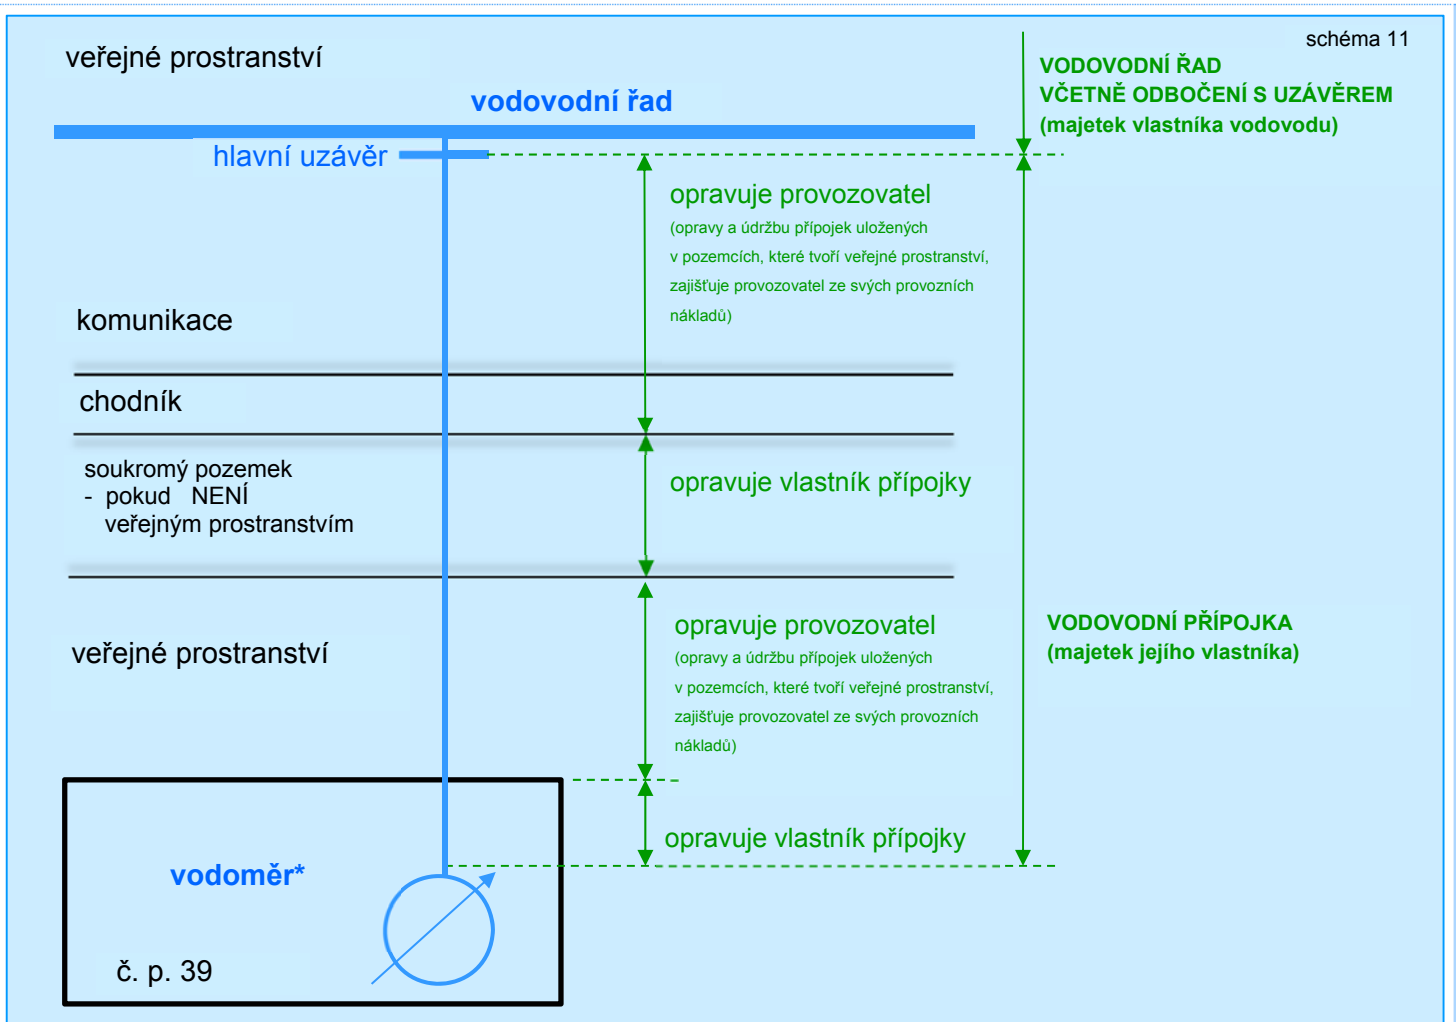 schéma 11
veřejné prostranství
VODOVODNÍ ŘAD
VČETNĚ ODBOČENÍ S UZÁVĚREM
(majetek vlastníka vodovodu)
vodovodní řad
hlavní uzávěr
opravuje provozovatel
(opravy a údržbu přípojek uložených
v pozemcích, které tvoří veřejné prostranství,
zajišťuje provozovatel ze svých provozních
nákladů)
komunikace
chodník
soukromý pozemek
- pokud NENÍ
veřejným prostranstvím
opravuje vlastník přípojky
opravuje provozovatel
(opravy a údržbu přípojek uložených
v pozemcích, které tvoří veřejné prostranství,
zajišťuje provozovatel ze svých provozních
nákladů)
VODOVODNÍ PŘÍPOJKA
(majetek jejího vlastníka)
veřejné prostranství
opravuje vlastník přípojky
vodoměr*
č. p. 39